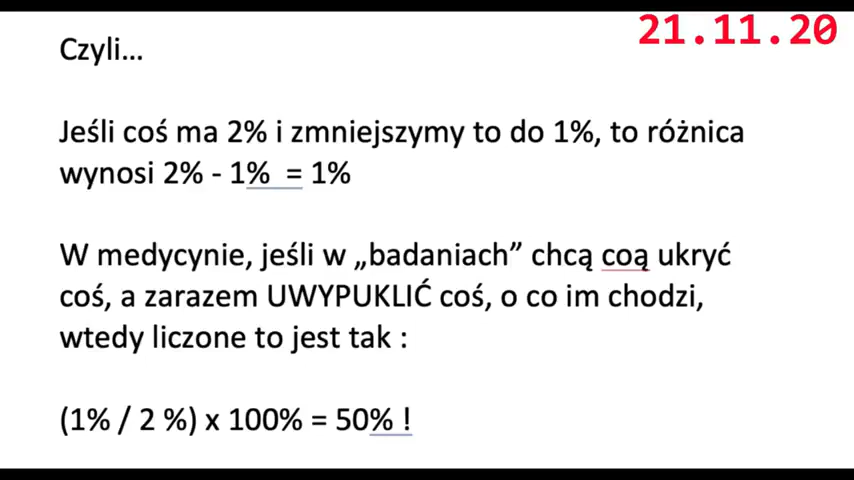 21.11.20
Czyli...
Jeśli coś ma 2% i zmniejszymy to do 1%, to różnica
wynosi 2% - 1%  = 1%
W medycynie, jeśli w „badaniach” chcą coą ukryć
coś, a zarazem UWYPUKLIĆ coś, o co im chodzi,
wtedy liczone to jest tak :
(1% / 2 %) x 100% = 50% !